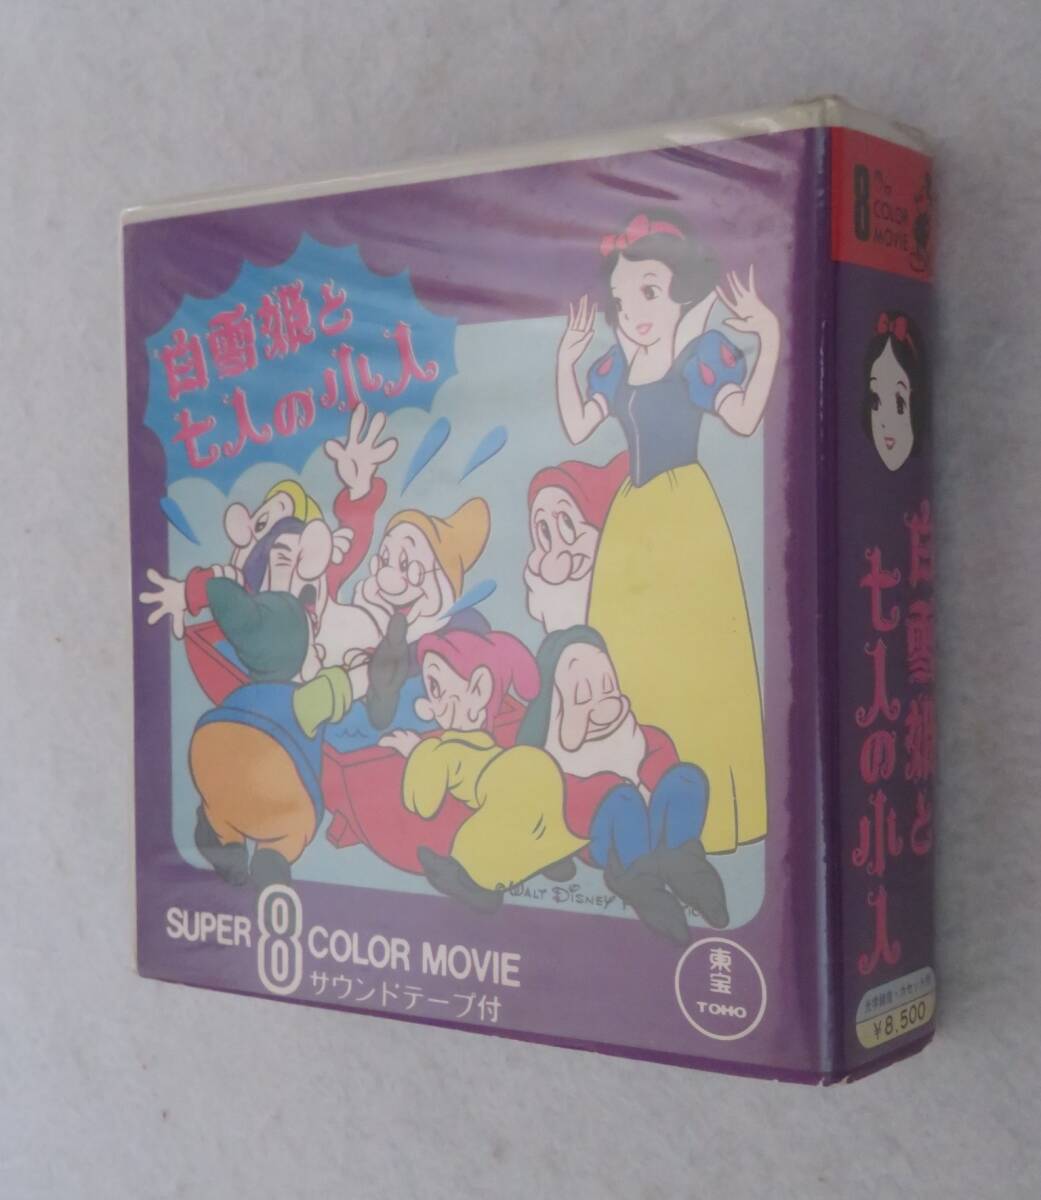 白雪姫と
七人の小人
© WALT DISNEY
SUPER 8 COLOR MOVIE
サウンドテープ付
東宝
TOHO
8
COLOR
MOVIE
白雪姫と
七人の小人
¥8,500